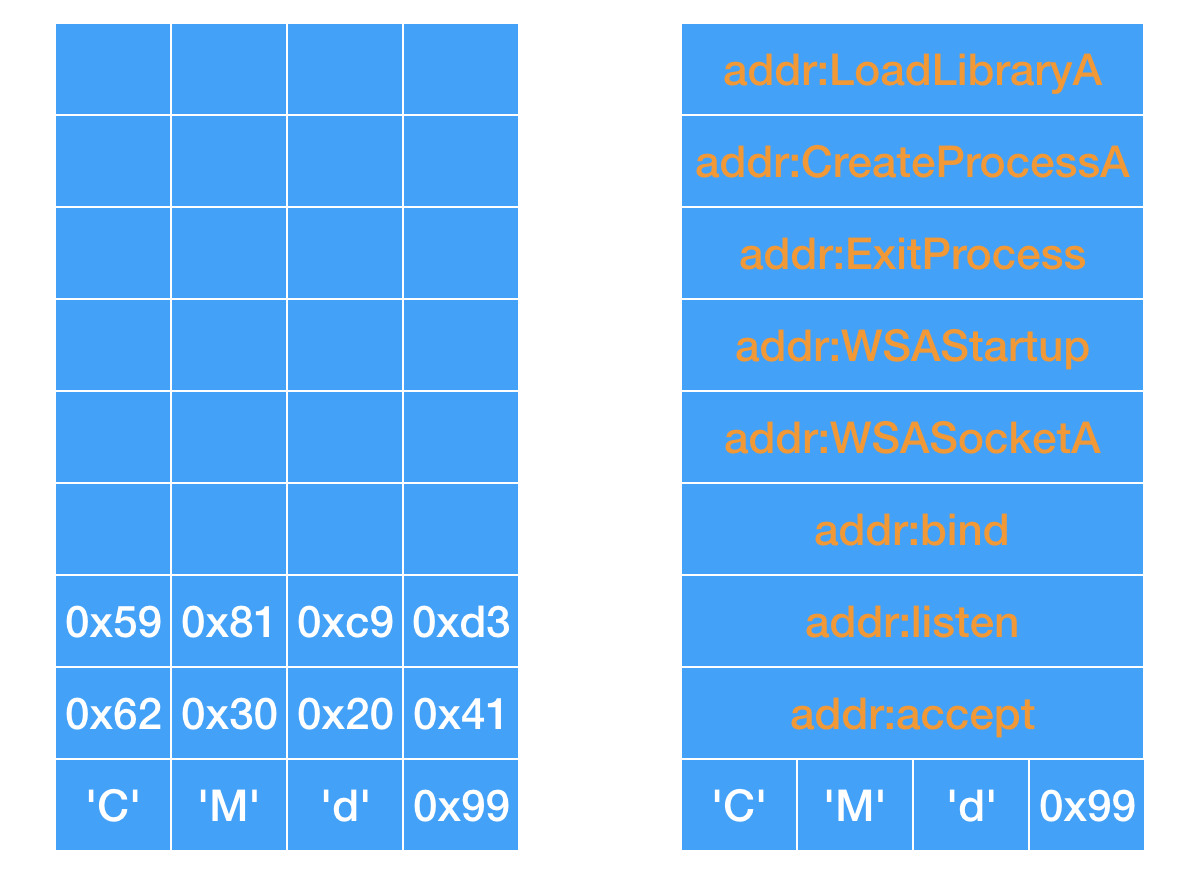 addr:LoadLibraryA
addr:CreateProcessA
addr:ExitProcess
addr:WSAStartup
addr:WSASocketA
addr:bind
0x59 0x81 0xc9 0xd3
addr:listen
0x62 0x30 0x20 0x41
addr:accept
'C' 'M' 'd' 0x99
'C' 'M' 'd' 0x99